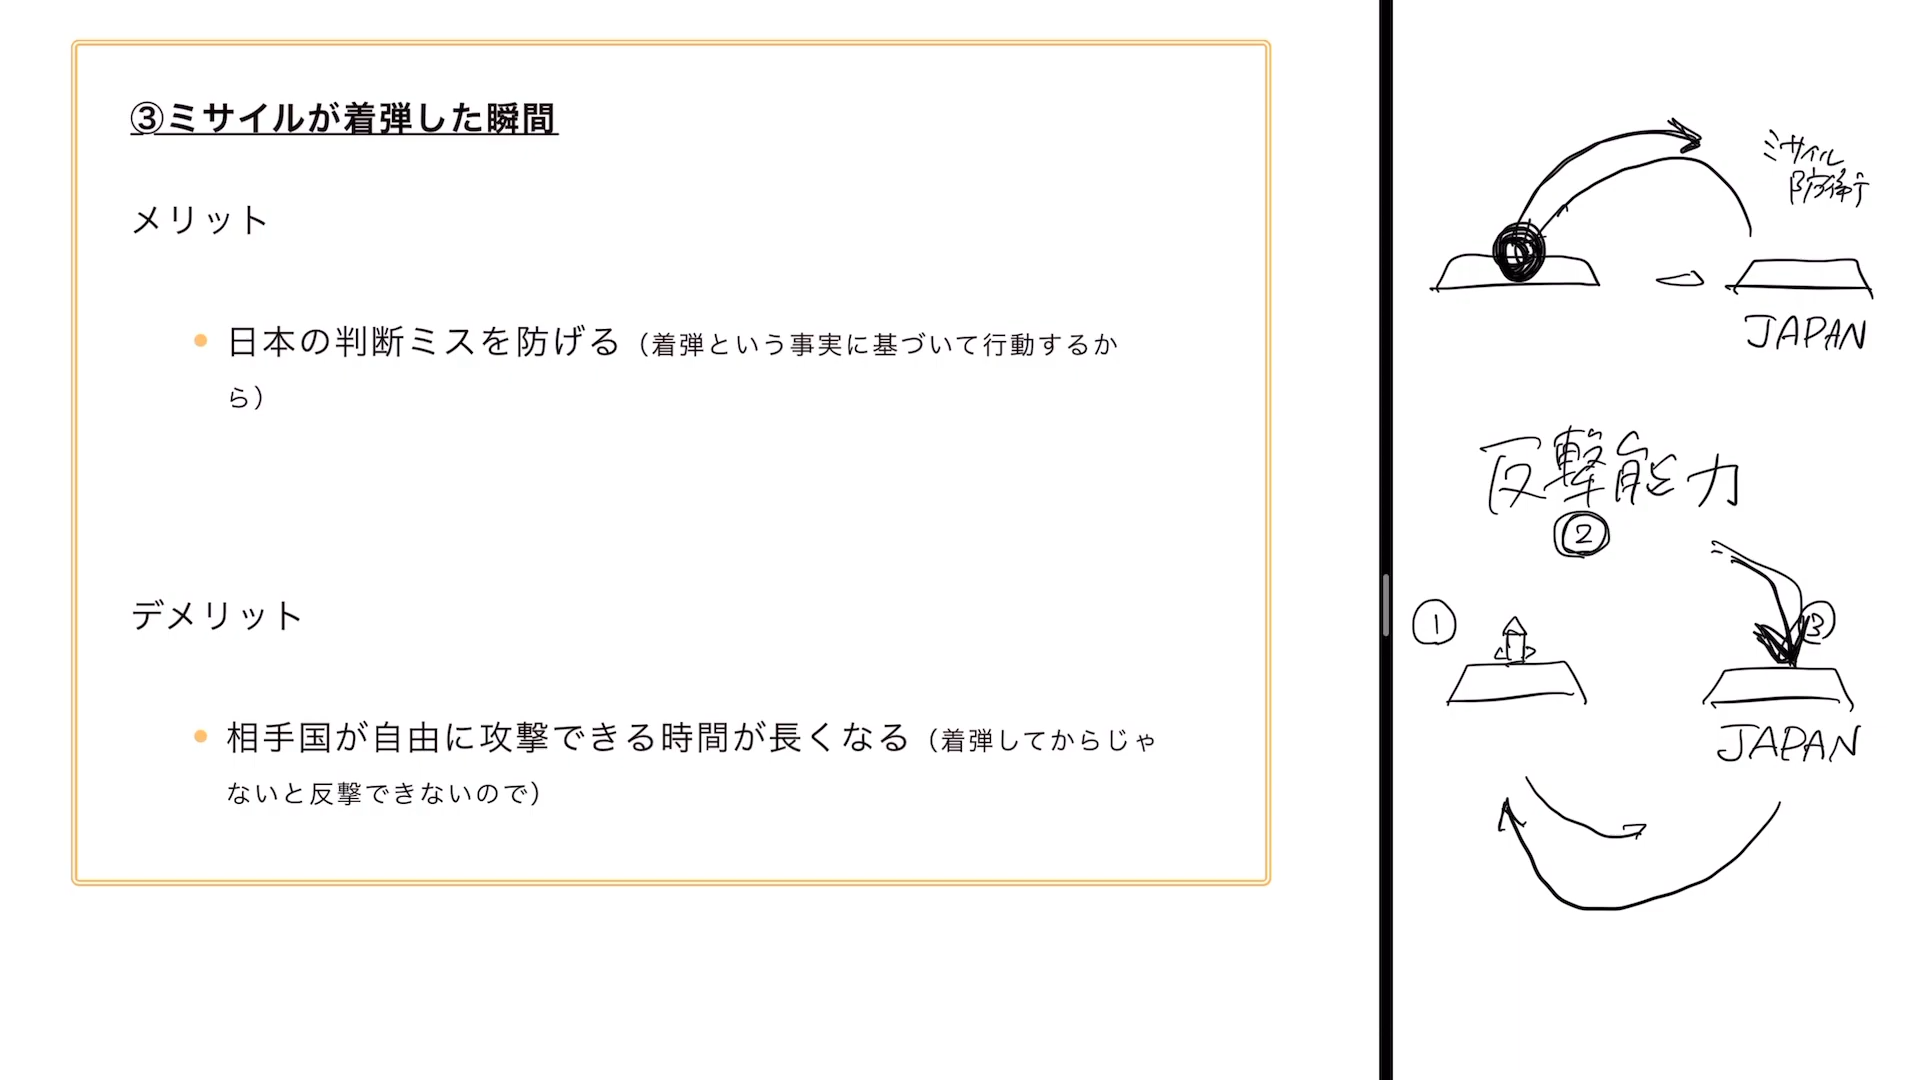 ③ミサイルが着弾した瞬間
メリット
日本の判断ミスを防げる（着弾という事実に基づいて行動するか
ら）
デメリット
相手国が自由に攻撃できる時間が長くなる（着弾してからじゃ
ないと反撃できないので）
ミサイル
防衛庁
JAPAN
反撃能力
②
①
③
JAPAN